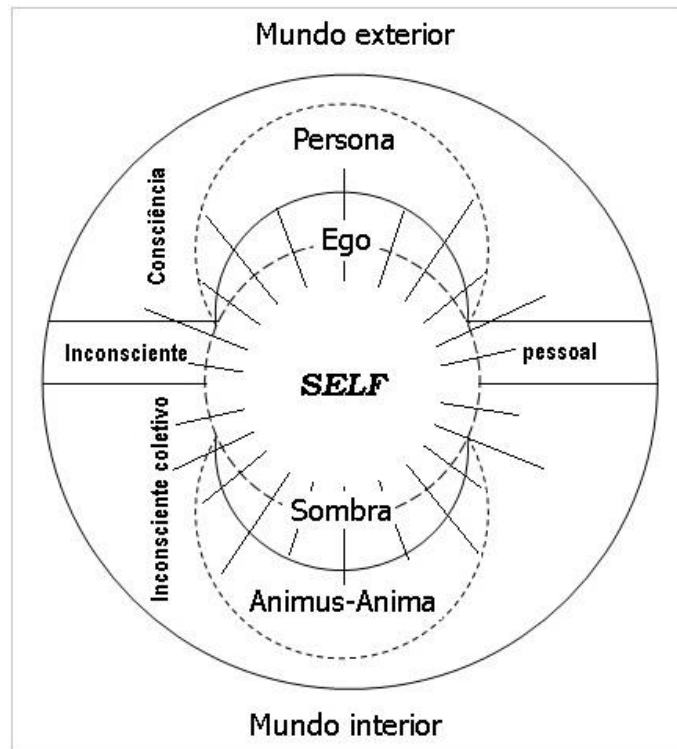 Mundo exterior
Persona
Consciência
Ego
Inconsciente
pessoal
SELF
Inconsciente coletivo
Sombra
Animus-Anima
Mundo interior